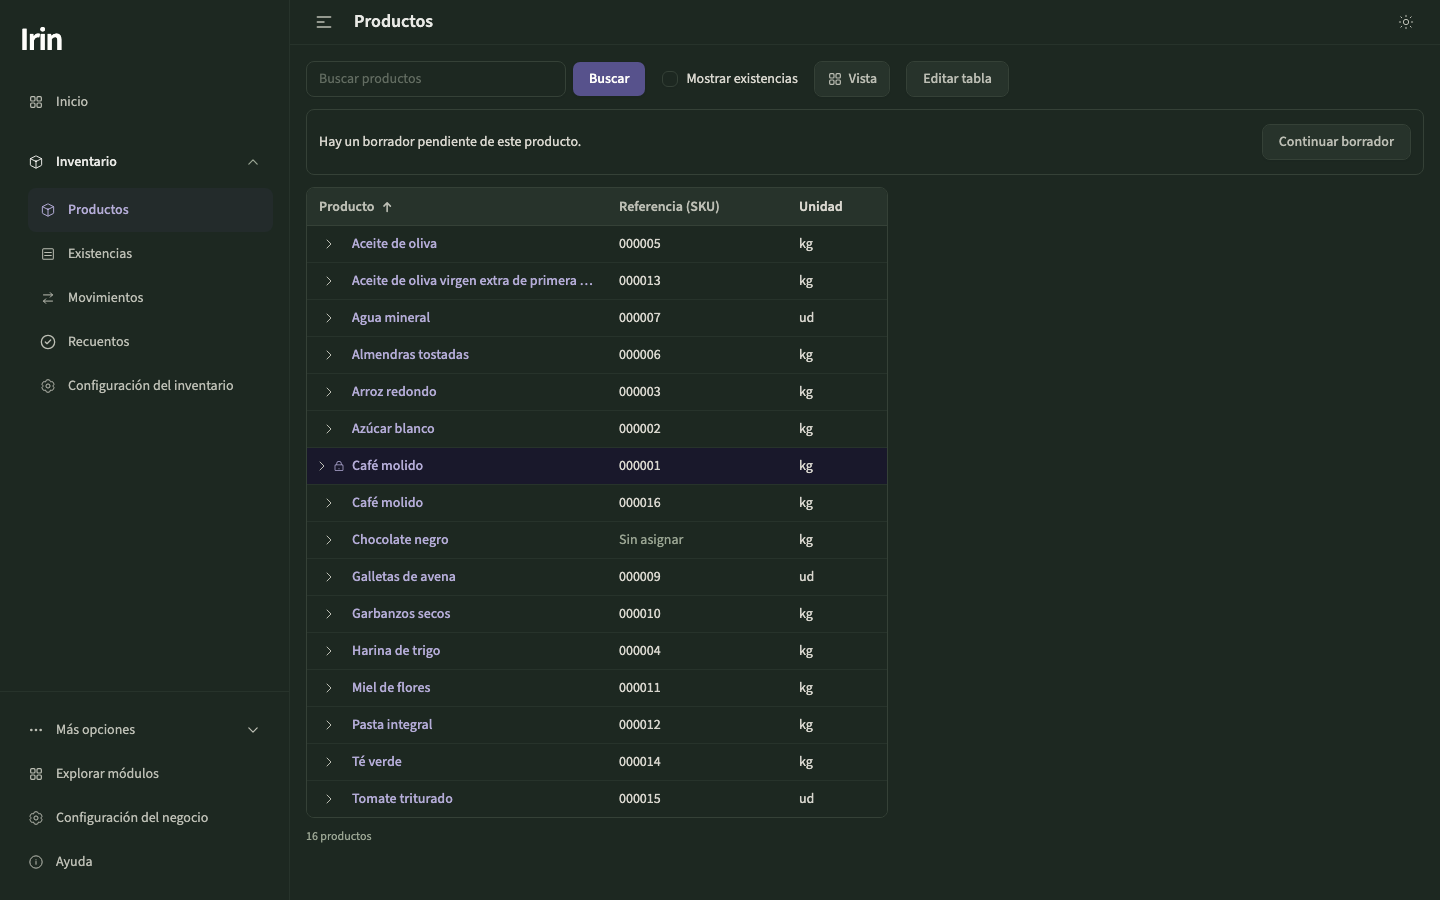 Irin
Productos
Inicio
Inventario
Productos
Existencias
Movimientos
Recuentos
Configuración del inventario
Más opciones
Explorar módulos
Configuración del negocio
Ayuda
Buscar productos Buscar Mostrar existencias Vista Editar tabla
Hay un borrador pendiente de este producto. Continuar borrador
Producto Referencia (SKU) Unidad
Aceite de oliva 000005 kg
Aceite de oliva virgen extra de primera … 000013 kg
Agua mineral 000007 ud
Almendras tostadas 000006 kg
Arroz redondo 000003 kg
Azúcar blanco 000002 kg
Café molido 000001 kg
Café molido 000016 kg
Chocolate negro Sin asignar kg
Galletas de avena 000009 ud
Garbanzos secos 000010 kg
Harina de trigo 000004 kg
Miel de flores 000011 kg
Pasta integral 000012 kg
Té verde 000014 kg
Tomate triturado 000015 ud
16 productos